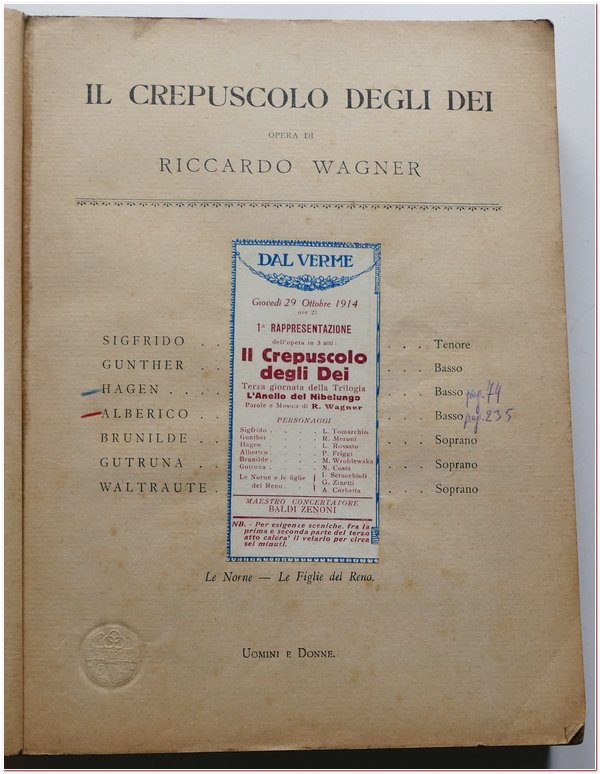 IL CREPUSCOLO DEGLI DEI
OPERA DI
RICCARDO WAGNER
SIGFRIDO . . . . . Tenore
GUNTHER . . . . Basso
HAGEN . . . . . . Basso pag. 74
ALBERICO . . . . . Basso pag. 235
BRUNILDE . . . . . Soprano
GUTRUNA . . . . . Soprano
WALTRAUTE . . . . Soprano
DAL VERME
Giovedì 29 Ottobre 1914
ore 21
1ª RAPPRESENTAZIONE
dell'opera in 3 atti:
Il Crepuscolo
degli Dei
Terza giornata della Trilogia
L'Anello del Nibelungo
Parole e Musica di R. Wagner
PERSONAGGI
Sigfrido . . . . . L. Tomarchio
Gunther . . . . . R. Meroni
Hagen . . . . . L. Rossato
Alberico . . . . . P. Friggi
Brunilde . . . . . M. Wroblewska
Gutruna . . . . . N. Costa
Le Norne e le figlie del Reno . I. Seracchioli
G. Zinetti
A. Corbetta
MAESTRO CONCERTATORE
BALDI ZENONI
NB. - Per esigenze sceniche, fra la
prima e seconda parte del terzo
atto calera' il velario per circa
sei minuti.
Le Norne — Le Figlie del Reno.
UOMINI E DONNE.